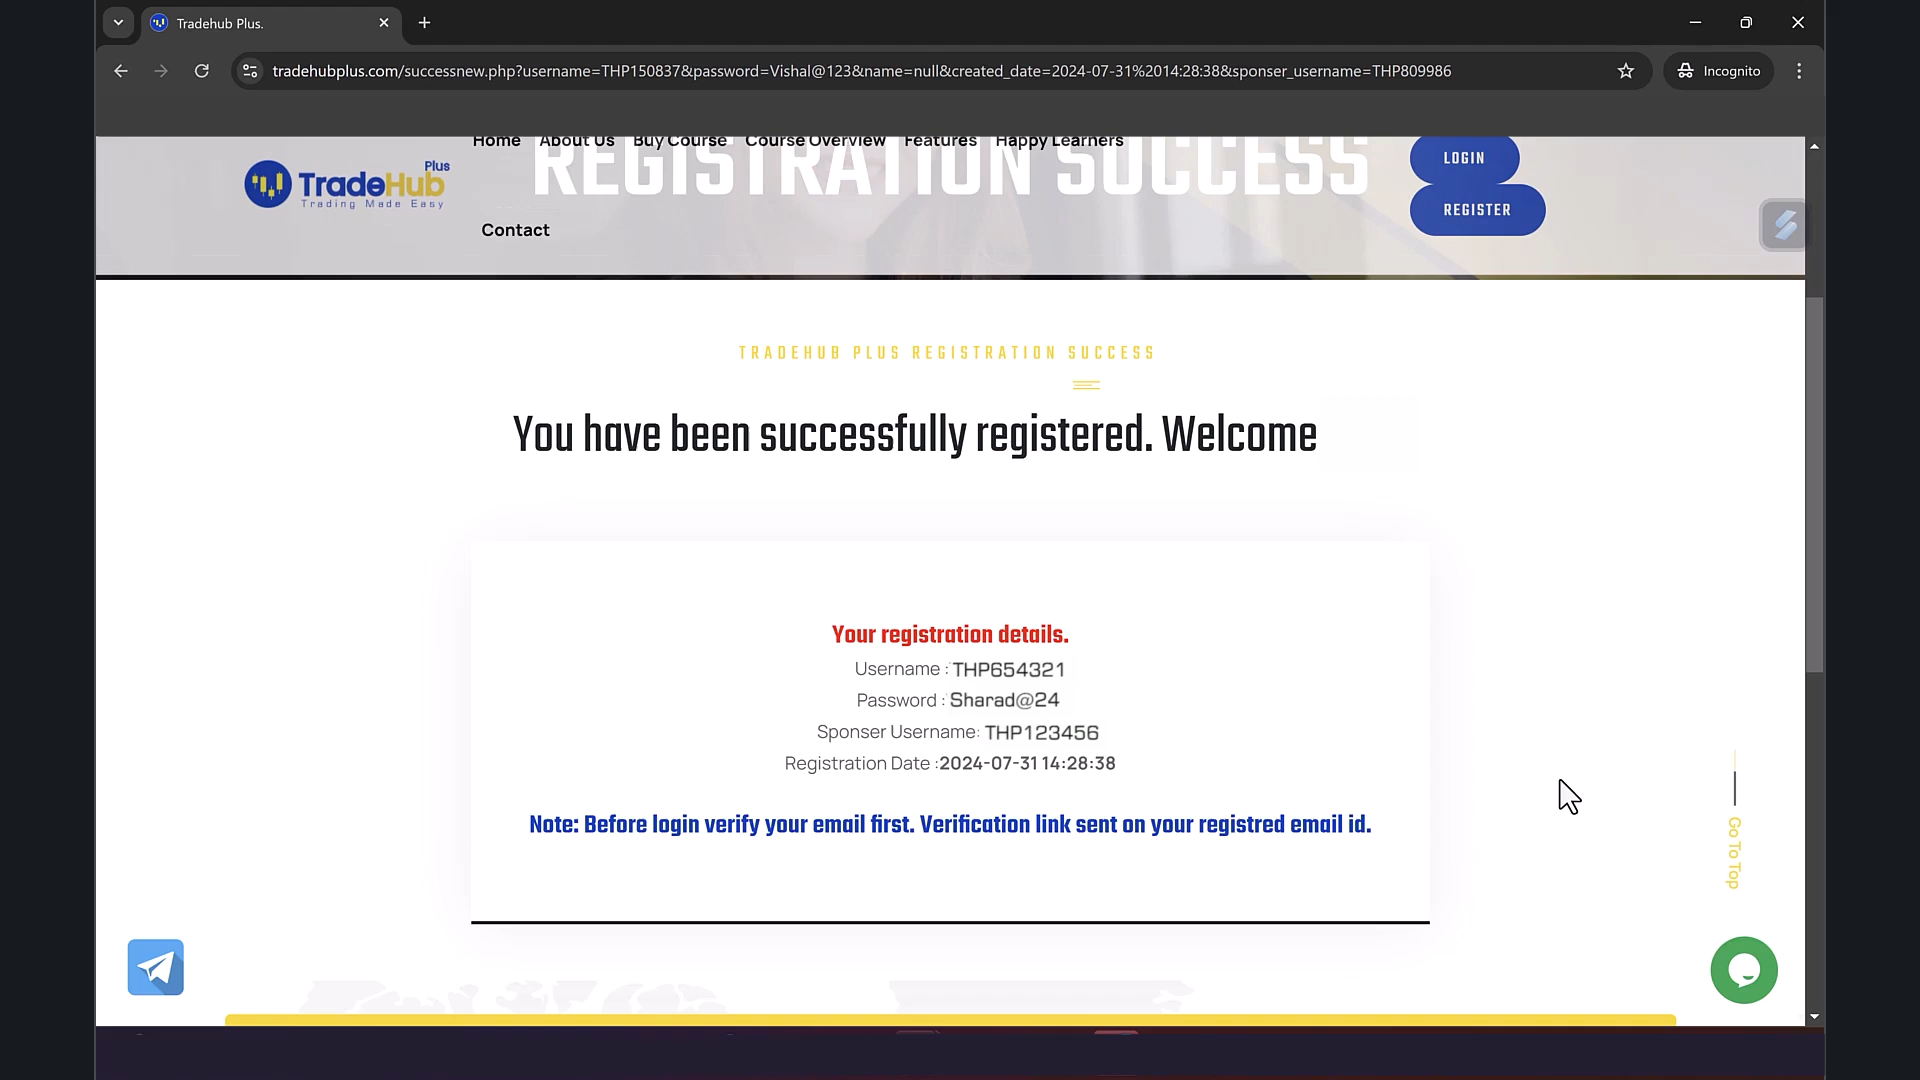 Tradehub Plus.
tradehubplus.com/successnew.php?username=THP150837&password=Vishal@123&name=null&created_date=2024-07-31%2014:28:38&sponser_username=THP809986
Incognito
Home About Us Buy Course Course Overview Features Happy Learners
REGISTRATION SUCCESS
LOGIN
TradeHub Plus
Trading Made Easy
REGISTER
Contact
TRADEHUB PLUS REGISTRATION SUCCESS
You have been successfully registered. Welcome
Your registration details.
Username : THP654321
Password : Sharad@24
Sponser Username: THP123456
Registration Date :2024-07-31 14:28:38
Note: Before login verify your email first. Verification link sent on your registred email id.
Go To Top